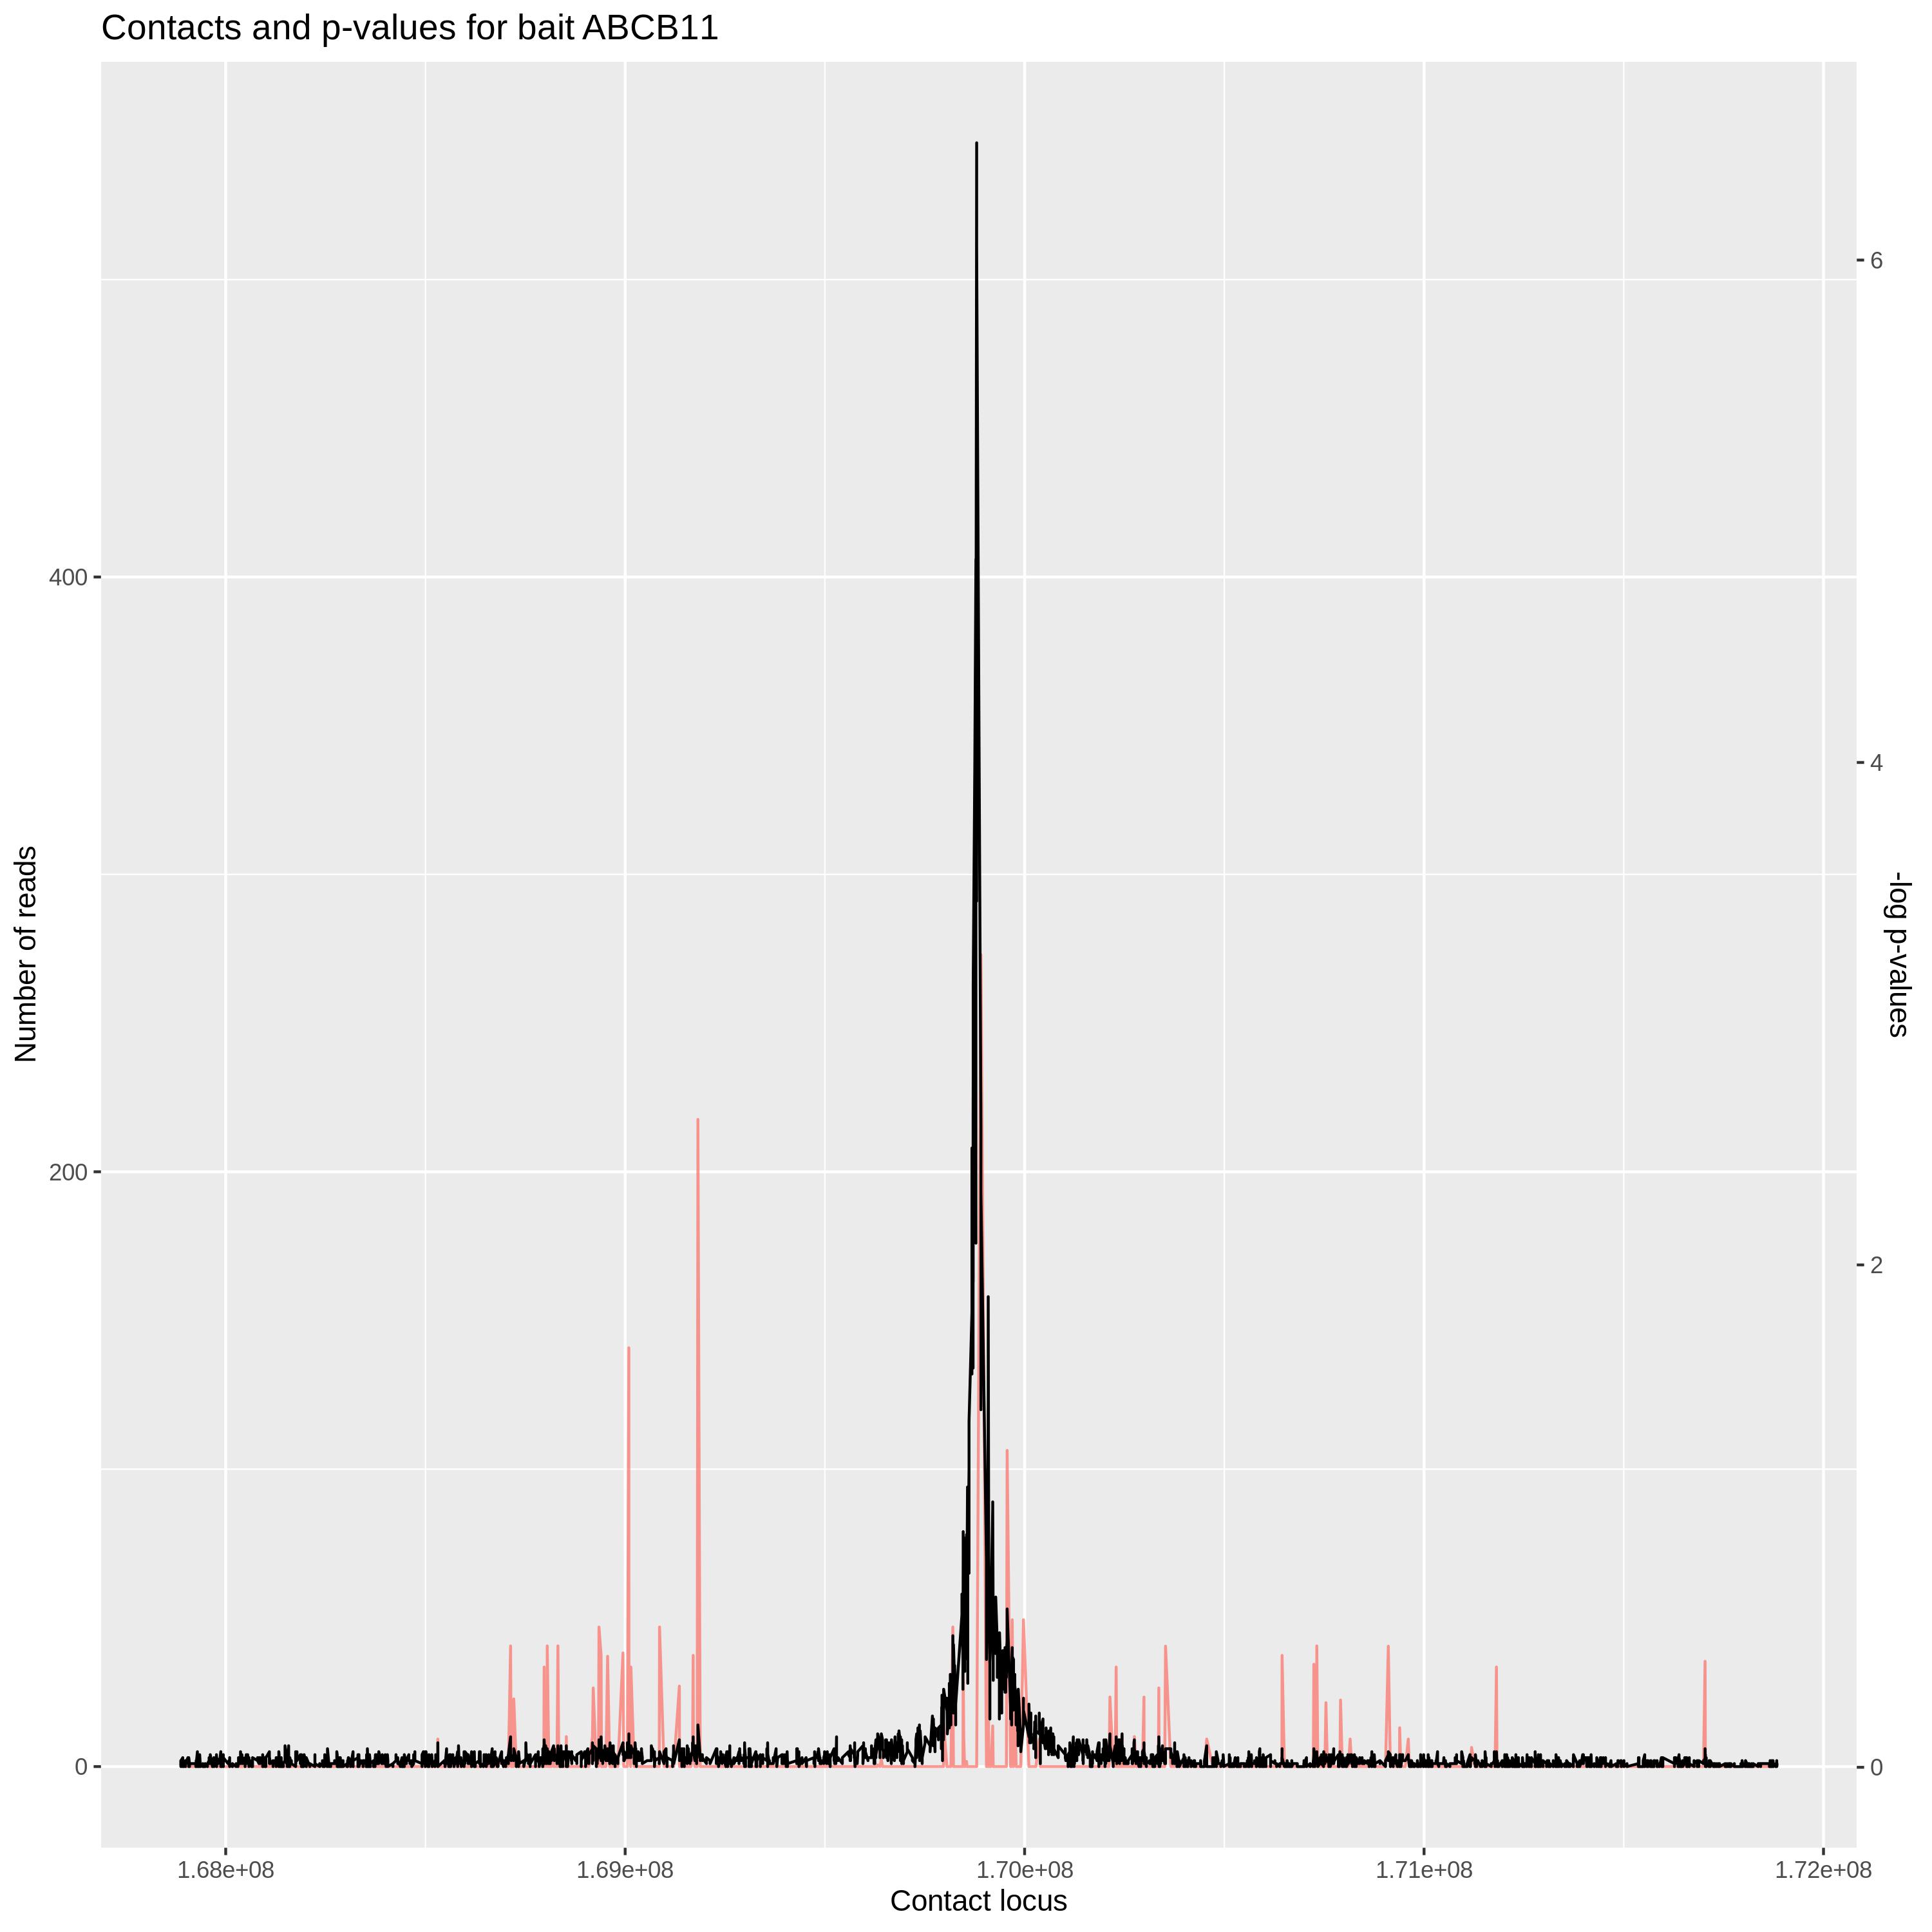 Contacts and p-values for bait ABCB11
Number of reads
400
200
0
6
4
2
0
-log p-values
1.68e+08
1.69e+08
1.70e+08
1.71e+08
1.72e+08
Contact locus